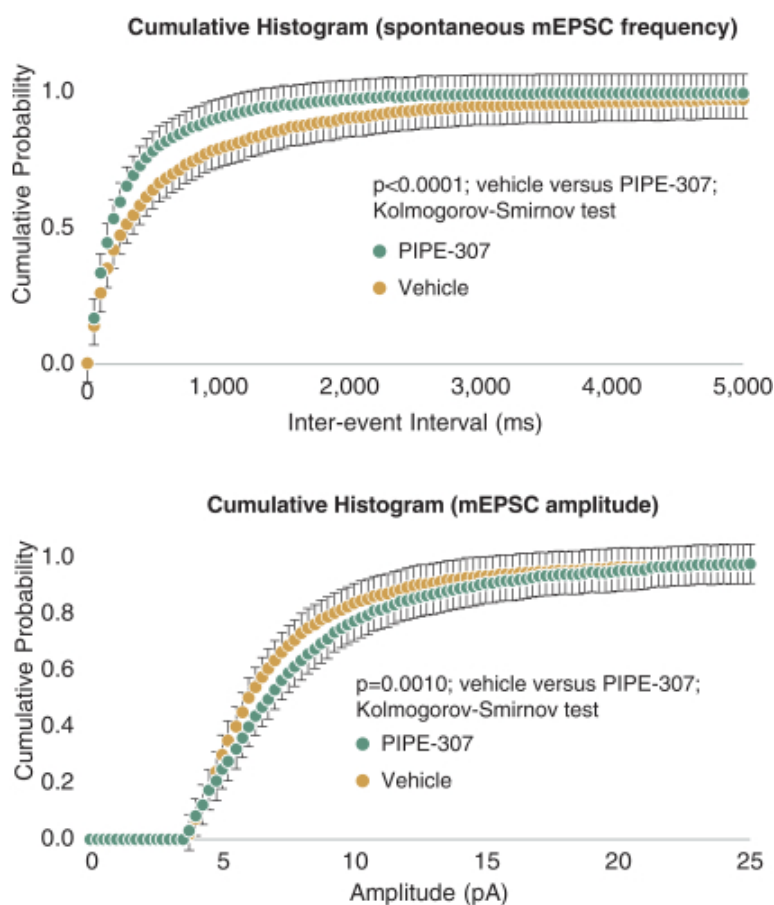 Cumulative Histogram (spontaneous mEPSC frequency)
Cumulative Probability
1.0
0.5
0.0
p<0.0001; vehicle versus PIPE-307;
Kolmogorov-Smirnov test
PIPE-307
Vehicle
0
1,000
2,000
3,000
4,000
5,000
Inter-event Interval (ms)
Cumulative Histogram (mEPSC amplitude)
Cumulative Probability
1.0
0.8
0.6
0.4
0.2
0.0
p=0.0010; vehicle versus PIPE-307;
Kolmogorov-Smirnov test
PIPE-307
Vehicle
0
5
10
15
20
25
Amplitude (pA)